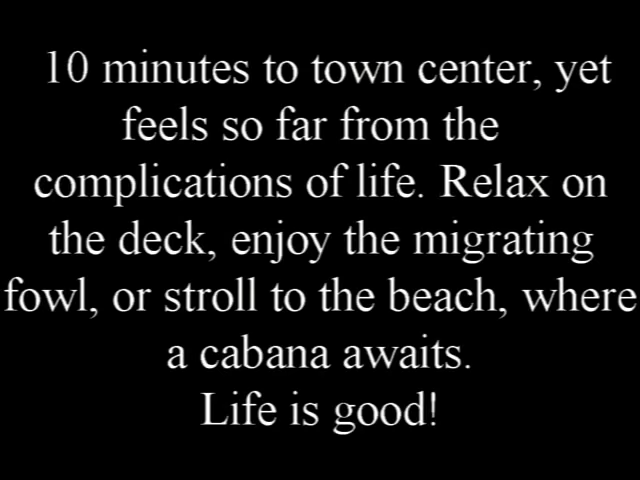 10 minutes to town center, yet
feels so far from the
complications of life. Relax on
the deck, enjoy the migrating
fowl, or stroll to the beach, where
a cabana awaits.
Life is good!